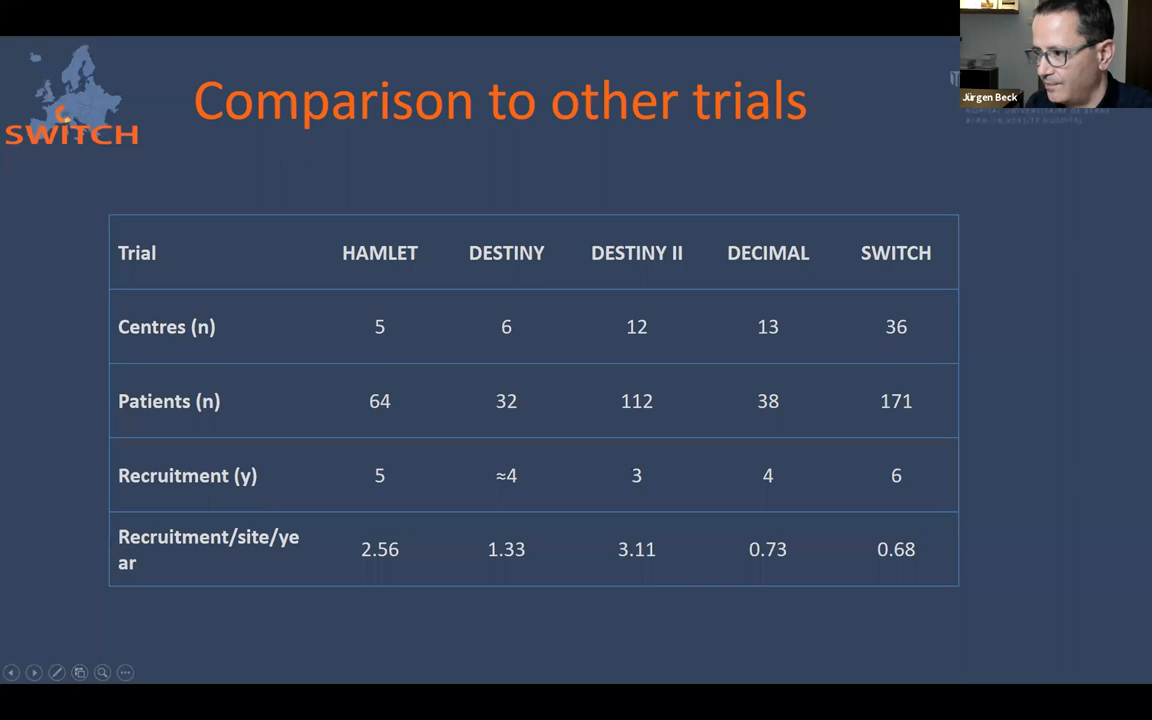 Jürgen Beck
Comparison to other trials
SWITCH
Trial HAMLET DESTINY DESTINY II DECIMAL SWITCH
Centres (n) 5 6 12 13 36
Patients (n) 64 32 112 38 171
Recruitment (y) 5 ≈4 3 4 6
Recruitment/site/ye
ar 2.56 1.33 3.11 0.73 0.68